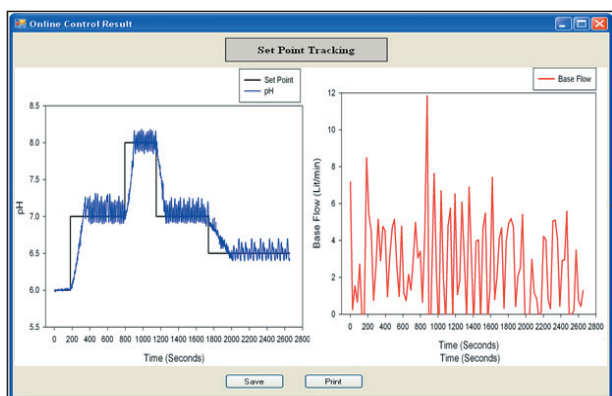 Online Control Result
Set Point Tracking
Set Point
pH
8.5
8.0
7.5
7.0
6.5
6.0
5.5
pH
0 200 400 600 800 1000 1200 1400 1600 1800 2000 2200 2400 2600 2800
Time (Seconds)
Base Flow
12
10
8
6
4
2
0
Base Flow (Lit/min)
0 200 400 600 800 1000 1200 1400 1600 1800 2000 2200 2400 2600 2800
Time (Seconds)
Time (Seconds)
Save
Print